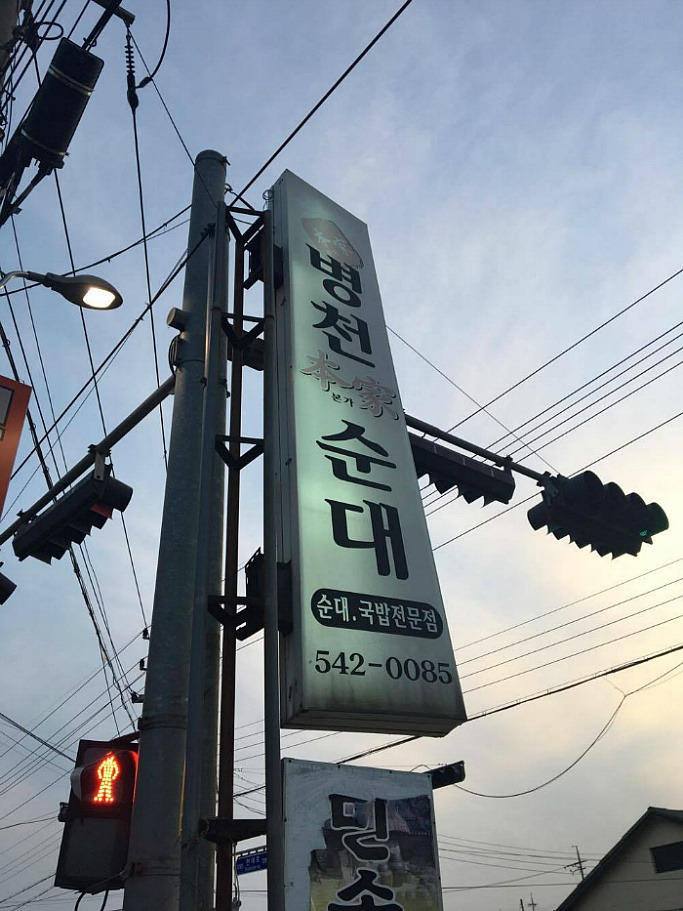 병천
本家
본가
순대
순대.국밥전문점
542-0085
민속